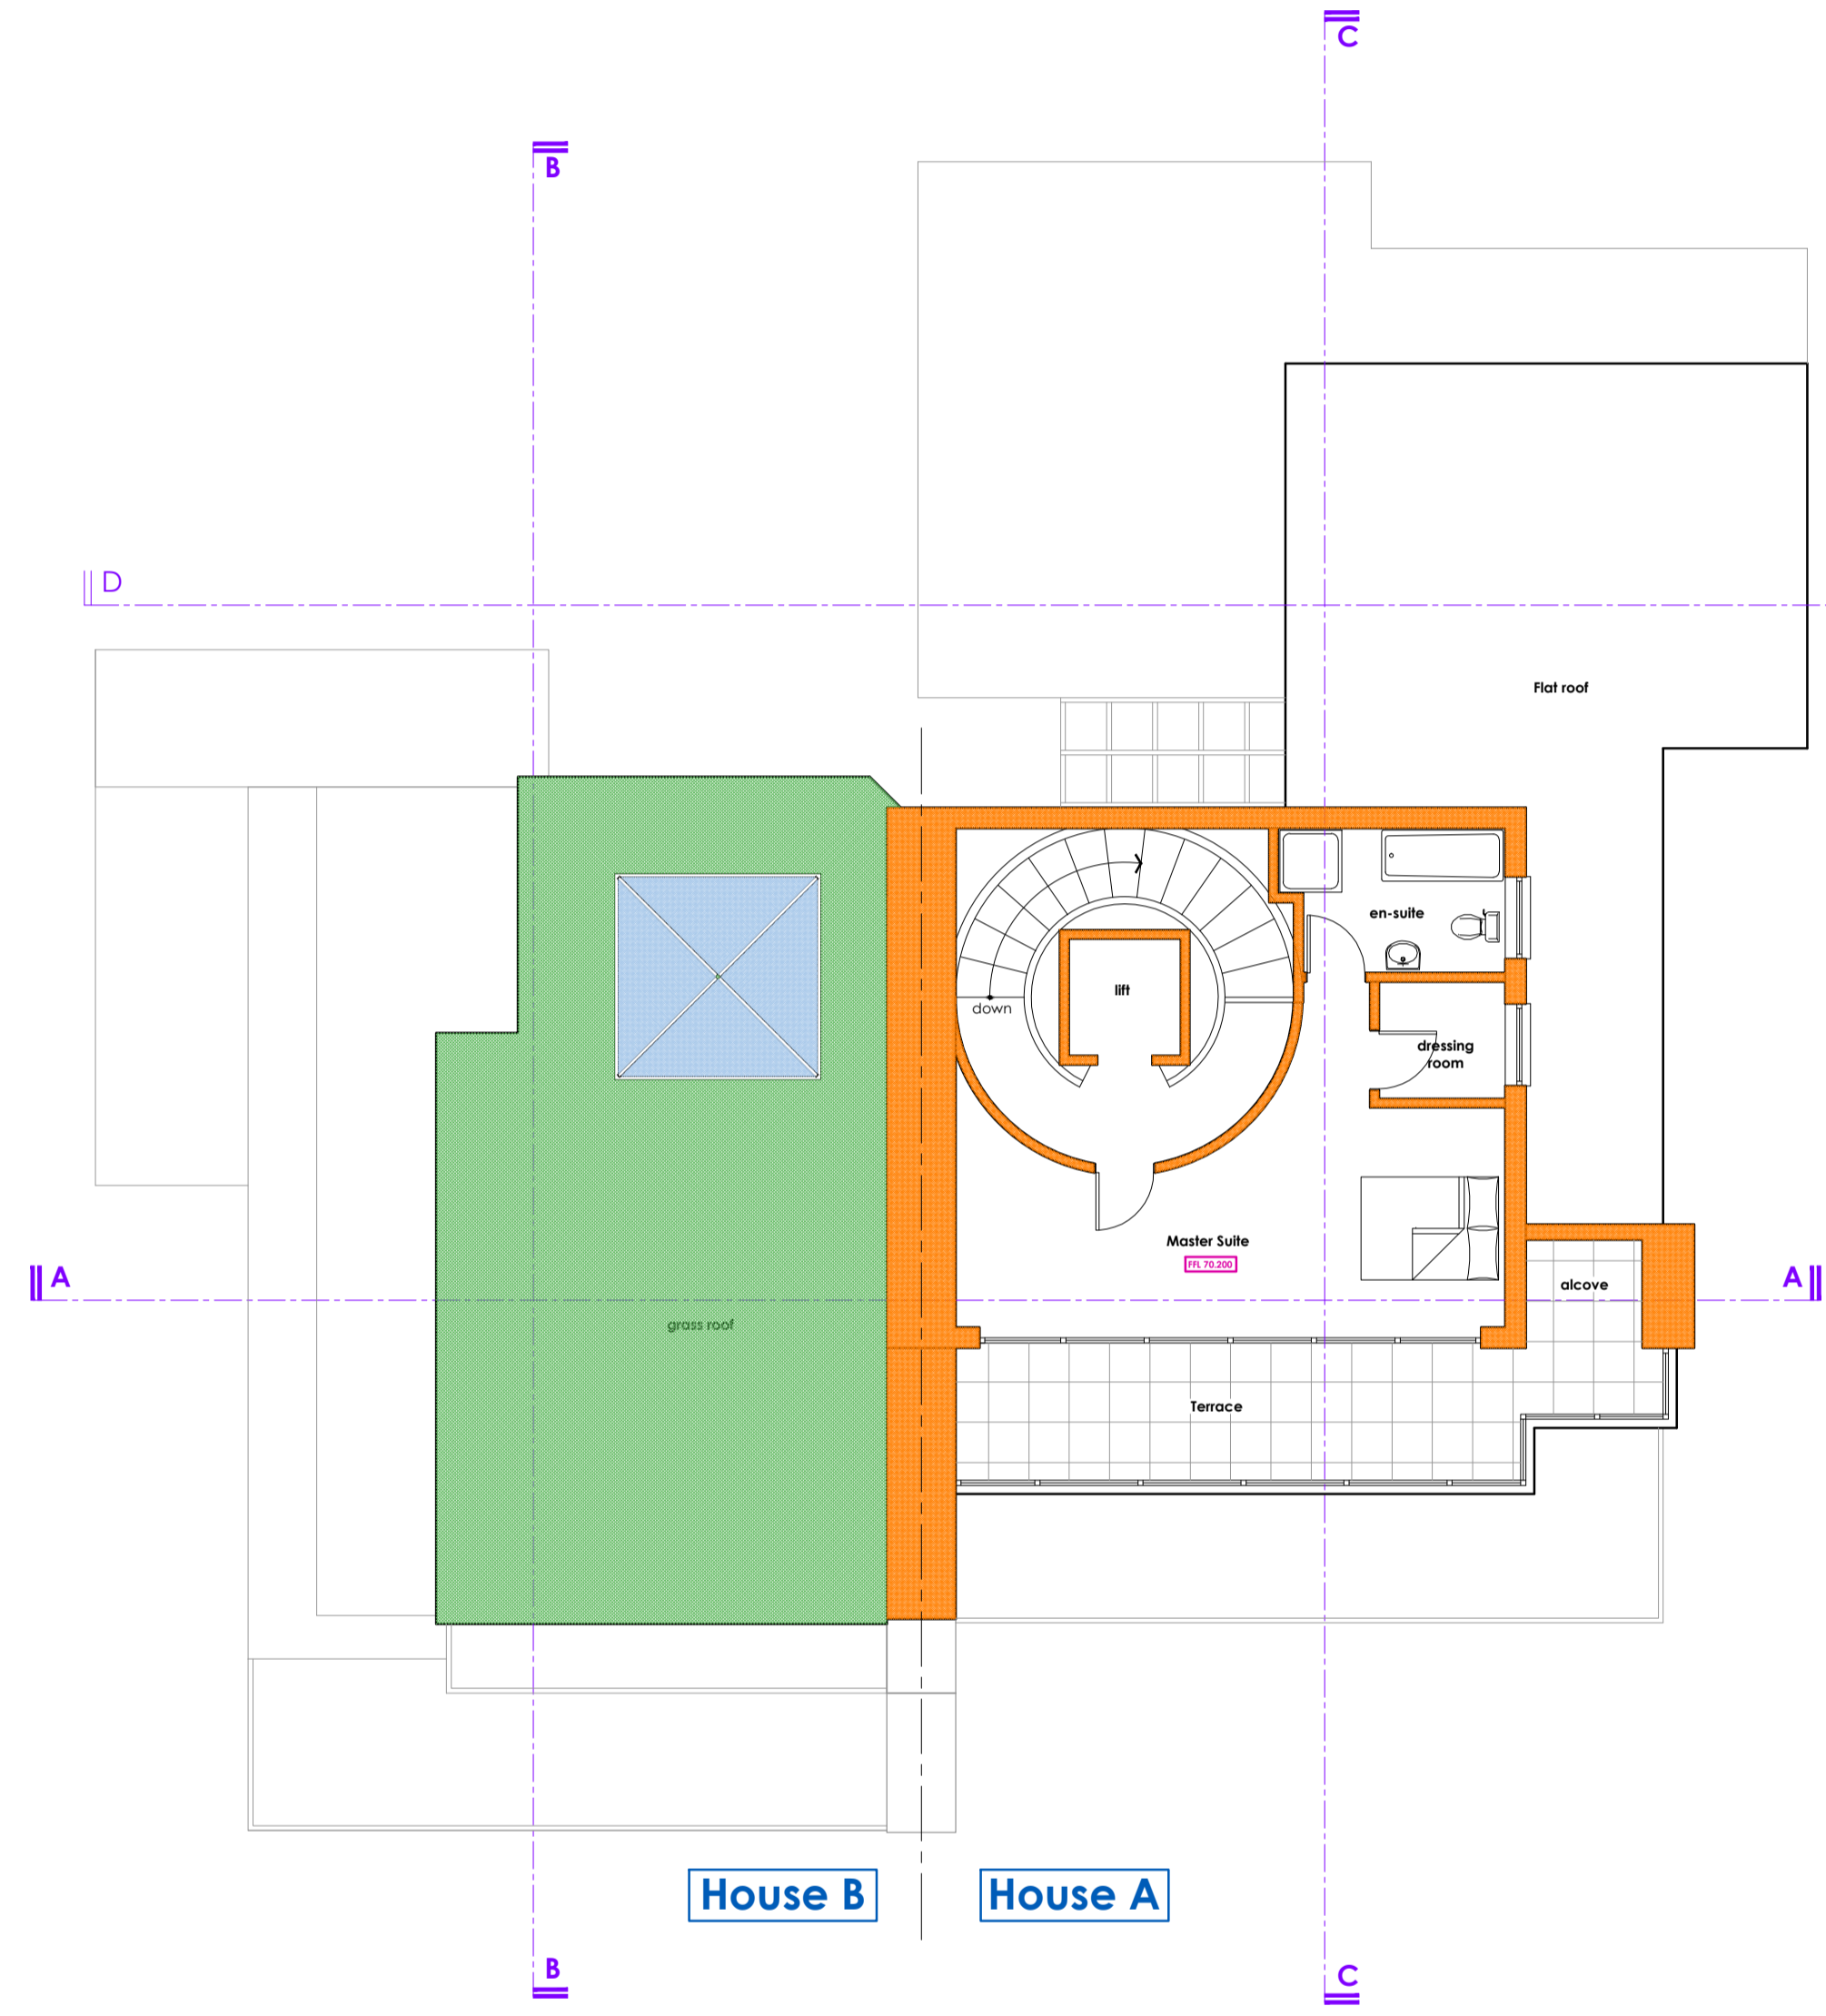 C
B
D
Flat roof
en-suite
lift
down
dressing
room
Master Suite
FFL 70.200
A
A
alcove
grass roof
Terrace
House B
House A
B
C